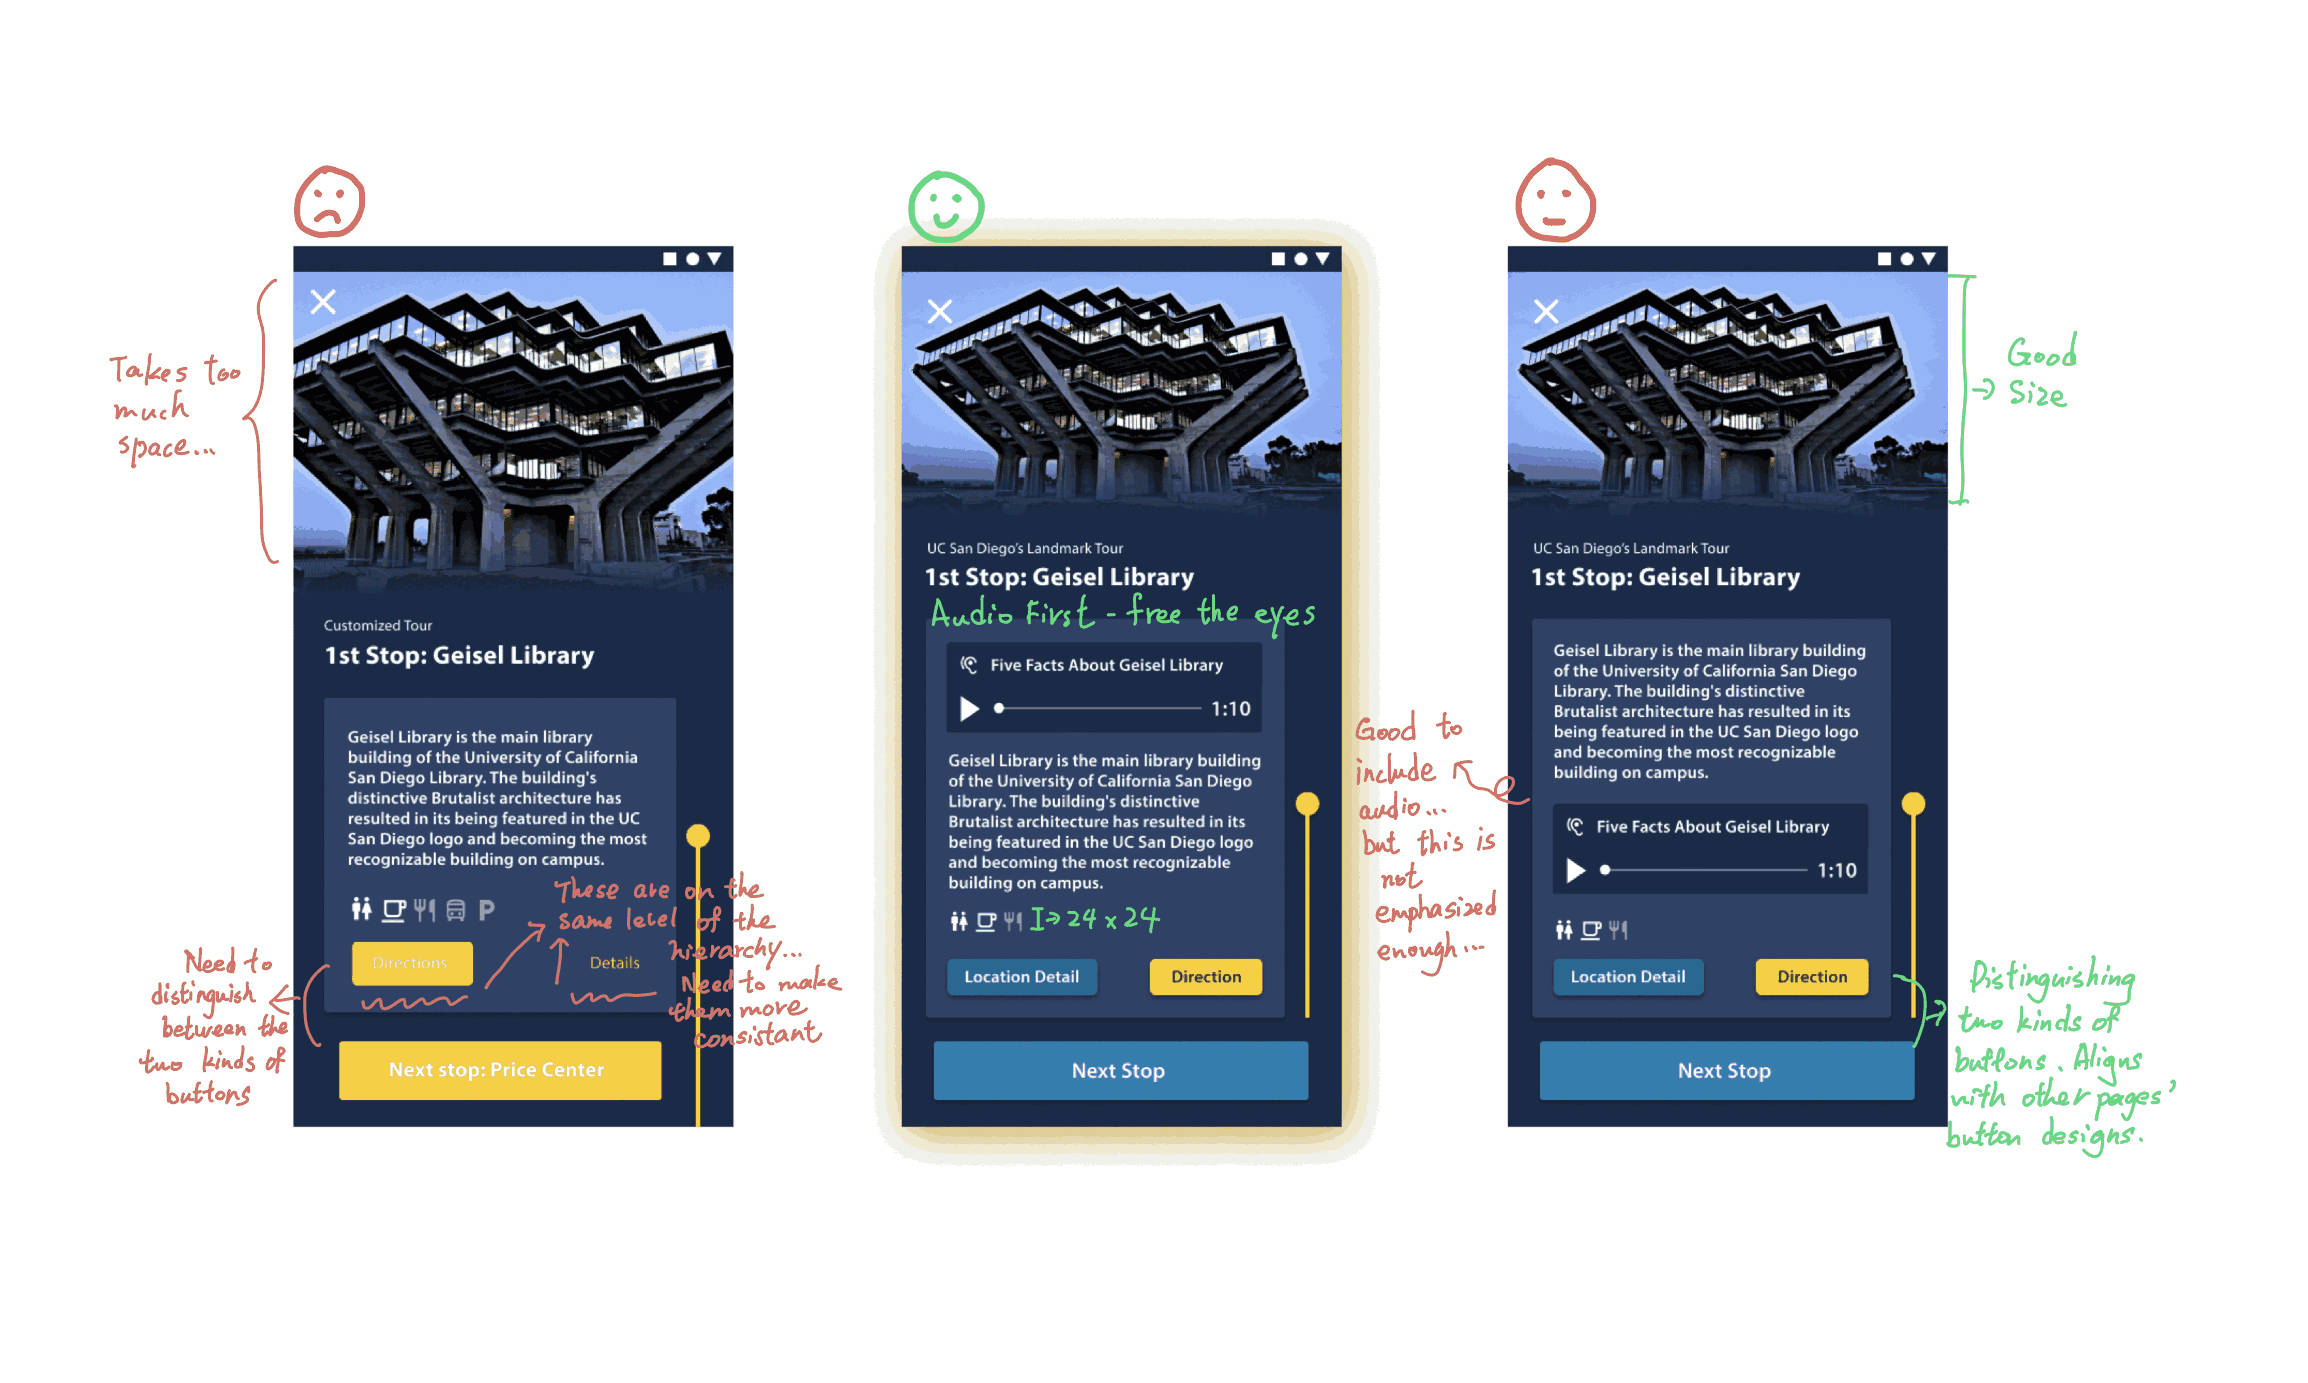 Takes too
much
space...
Customized Tour
1st Stop: Geisel Library
Geisel Library is the main library
building of the University of California
San Diego Library. The building's
distinctive Brutalist architecture has
resulted in its being featured in the UC
San Diego logo and becoming the most
recognizable building on campus.
P
These are on the
same level of the
hierarchy...
Need to make
them more
consistant
Directions
Details
Need to
distinguish
between the
two kinds of
buttons
Next stop: Price Center
UC San Diego's Landmark Tour
1st Stop: Geisel Library
Audio First - free the eyes
Five Facts About Geisel Library
1:10
Geisel Library is the main library building
of the University of California San Diego
Library. The building's distinctive
Brutalist architecture has resulted in its
being featured in the UC San Diego logo
and becoming the most recognizable
building on campus.
I→ 24 x 24
Location Detail
Direction
Next Stop
Good to
include
audio...
but this is
not
emphasized
enough...
UC San Diego's Landmark Tour
1st Stop: Geisel Library
Geisel Library is the main library building
of the University of California San Diego
Library. The building's distinctive
Brutalist architecture has resulted in its
being featured in the UC San Diego logo
and becoming the most recognizable
building on campus.
Five Facts About Geisel Library
1:10
Location Detail
Direction
Next Stop
Good
→ Size
Distinguishing
two kinds of
buttons. Aligns
with other pages'
button designs.